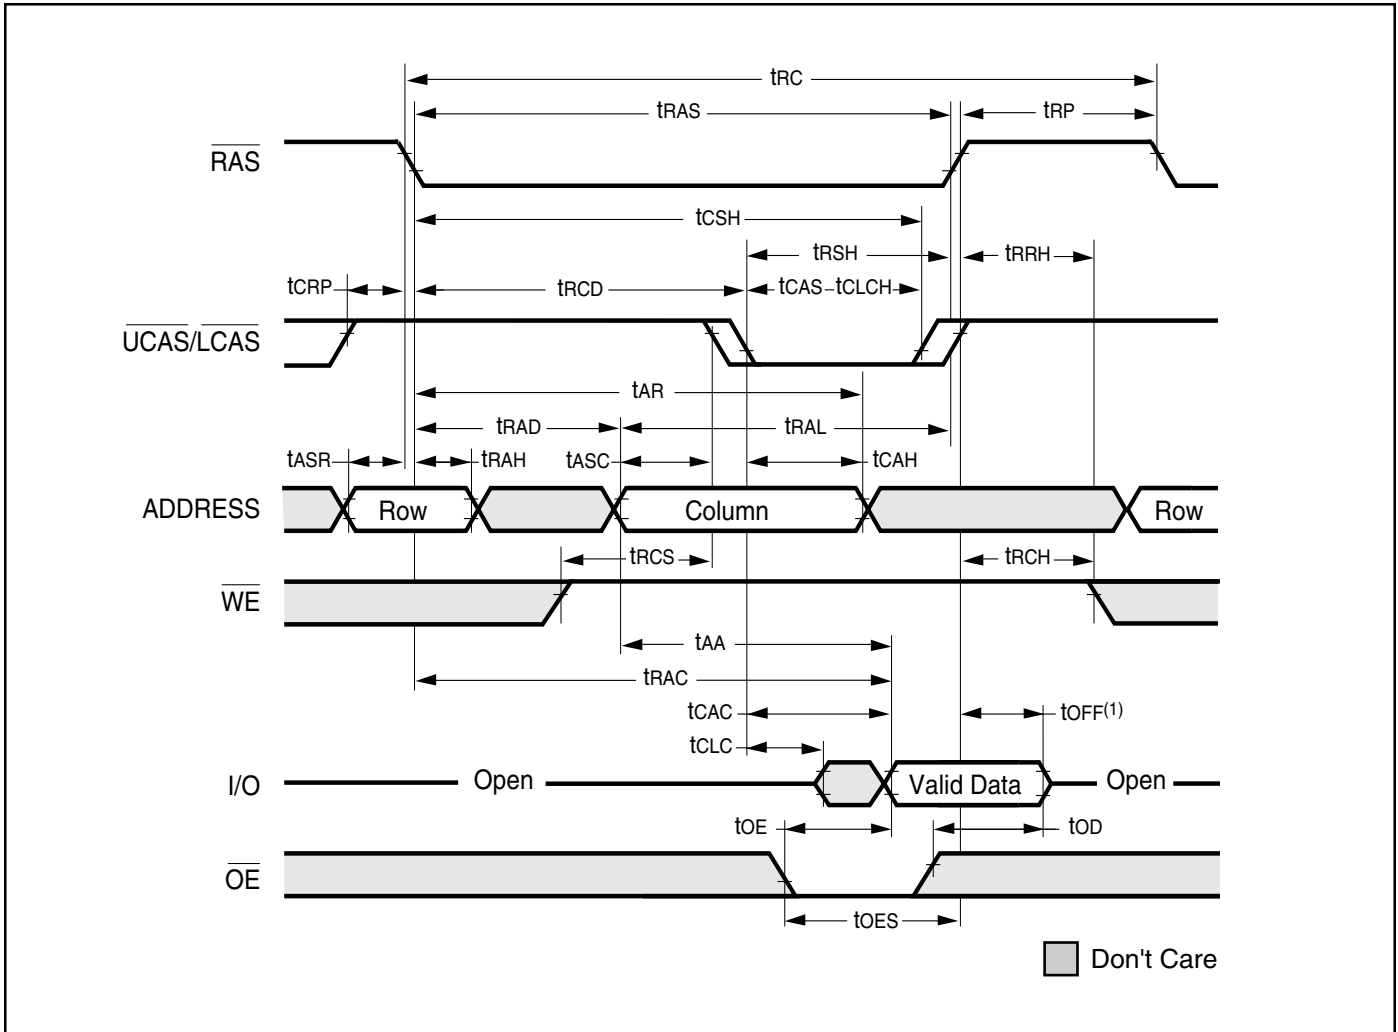 tRC
tRAS
tRP
RAS
tCSH
tRSH
tRRH
tCRP
tRCD
tCAS
tCLCH
UCAS/LCAS
tAR
tRAD
tRAL
tASR
tRAH
tASC
tCAH
ADDRESS
Row
Column
Row
tRCS
tRCH
WE
tAA
tRAC
tCAC
tOFF(1)
tCLC
I/O
Open
Valid Data
Open
tOE
tOD
OE
tOES
Don't Care